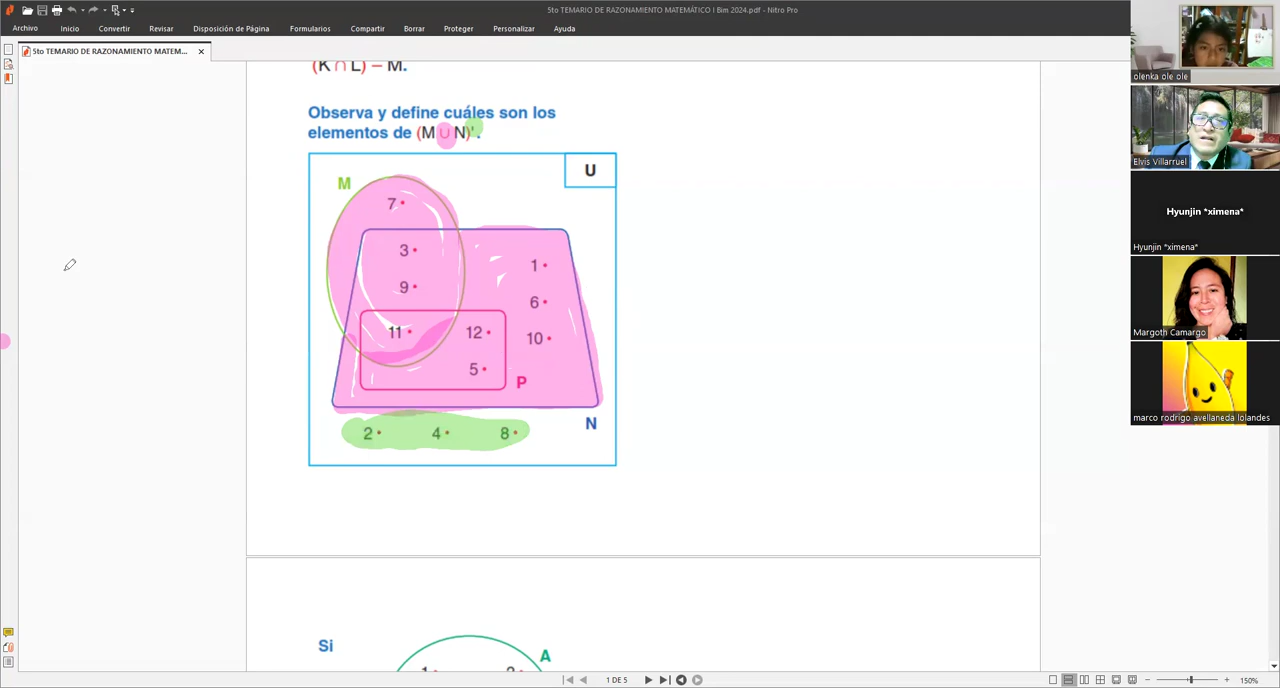 5to TEMARIO DE RAZONAMIENTO MATEMÁTICO I Bim 2024.pdf - Nitro Pro
Archivo Inicio Convertir Revisar Disposición de Página Formularios Compartir Borrar Proteger Personalizar Ayuda
5to TEMARIO DE RAZONAMIENTO MATEM... ×
(K ∩ L) – M.
Observa y define cuáles son los
elementos de (M ∪ N)'.
U
M
7
3
1
9
6
11 12 10
5
P
N
2 4 8
Si
A
1 DE 5
150%
olenka ole ole
Elvis Villarruel
Hyunjin *ximena*
Hyunjin *ximena*
Margoth Camargo
marco rodrigo avellaneda lolandes